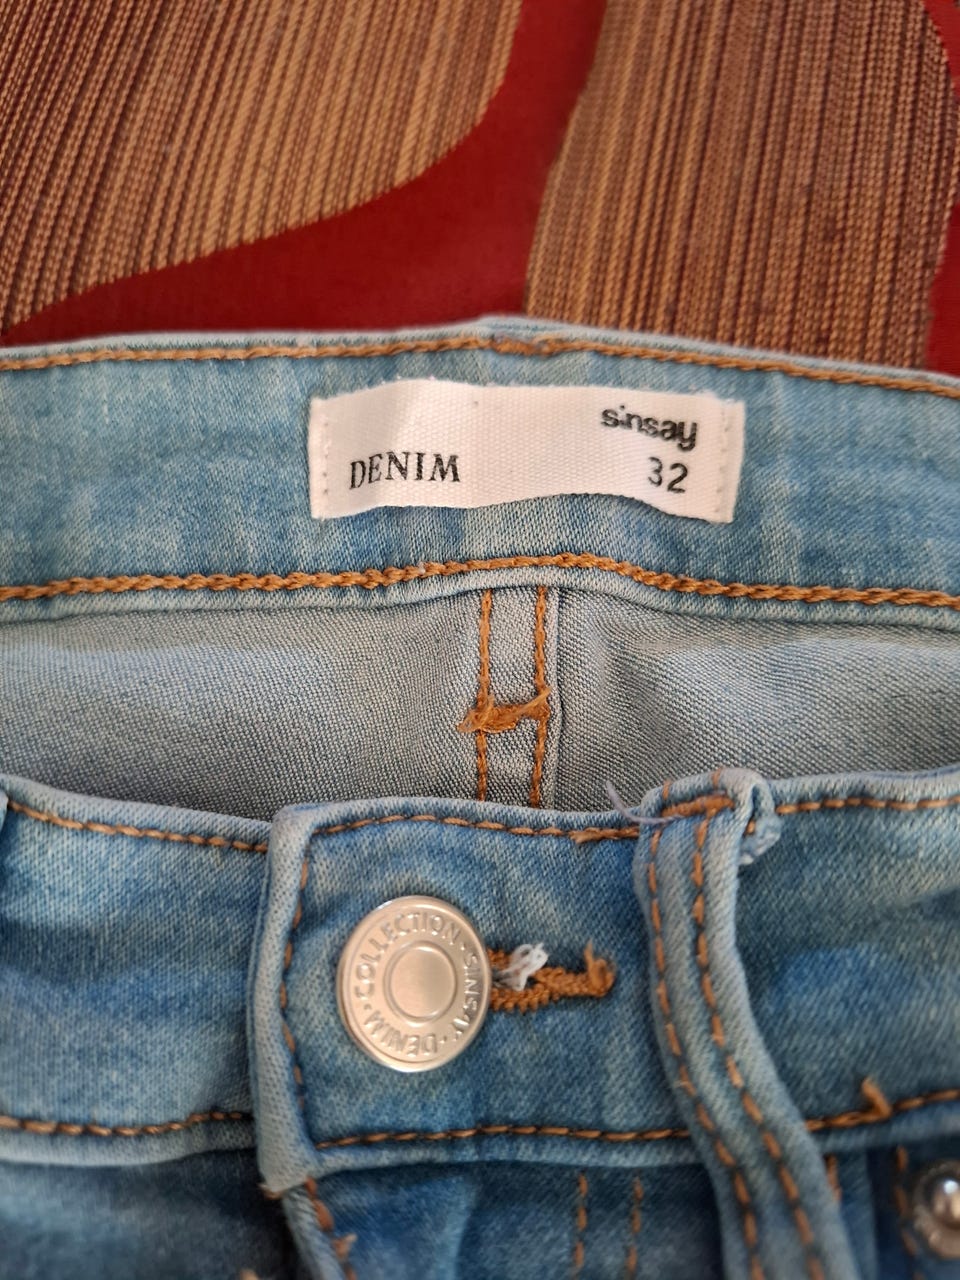 sinsay
DENIM 32
DENIM · COLLECTION · SINSAY ·